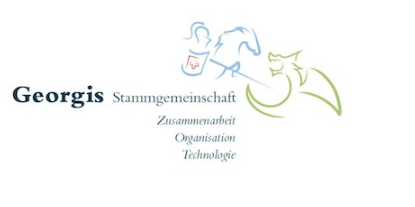 Georgis Stammgemeinschaft
Zusammenarbeit
Organisation
Technologie